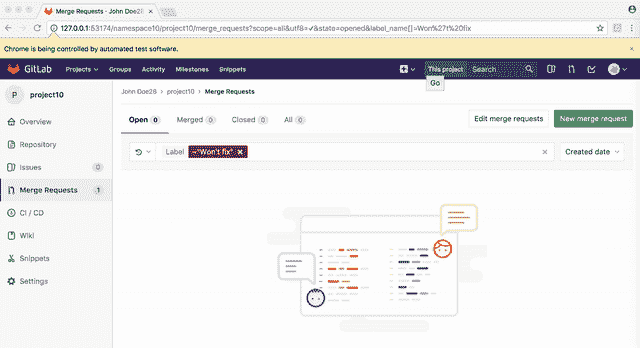 Merge Requests · John Doe28
127.0.0.1:53174/namespace10/project10/merge_requests?scope=all&utf8=✓&state=opened&label_name[]=Won%27t%20fix
Chrome is being controlled by automated test software.
GitLab Projects Groups Activity Milestones Snippets This project Search
Go
P project10
John Doe28 > project10 > Merge Requests
Overview
Open 0 Merged 0 Closed 0 All 0 Edit merge requests New merge request
Repository
Label ~"Won't fix" Created date
Issues 0
Merge Requests 1
CI / CD
Wiki
Snippets
Settings